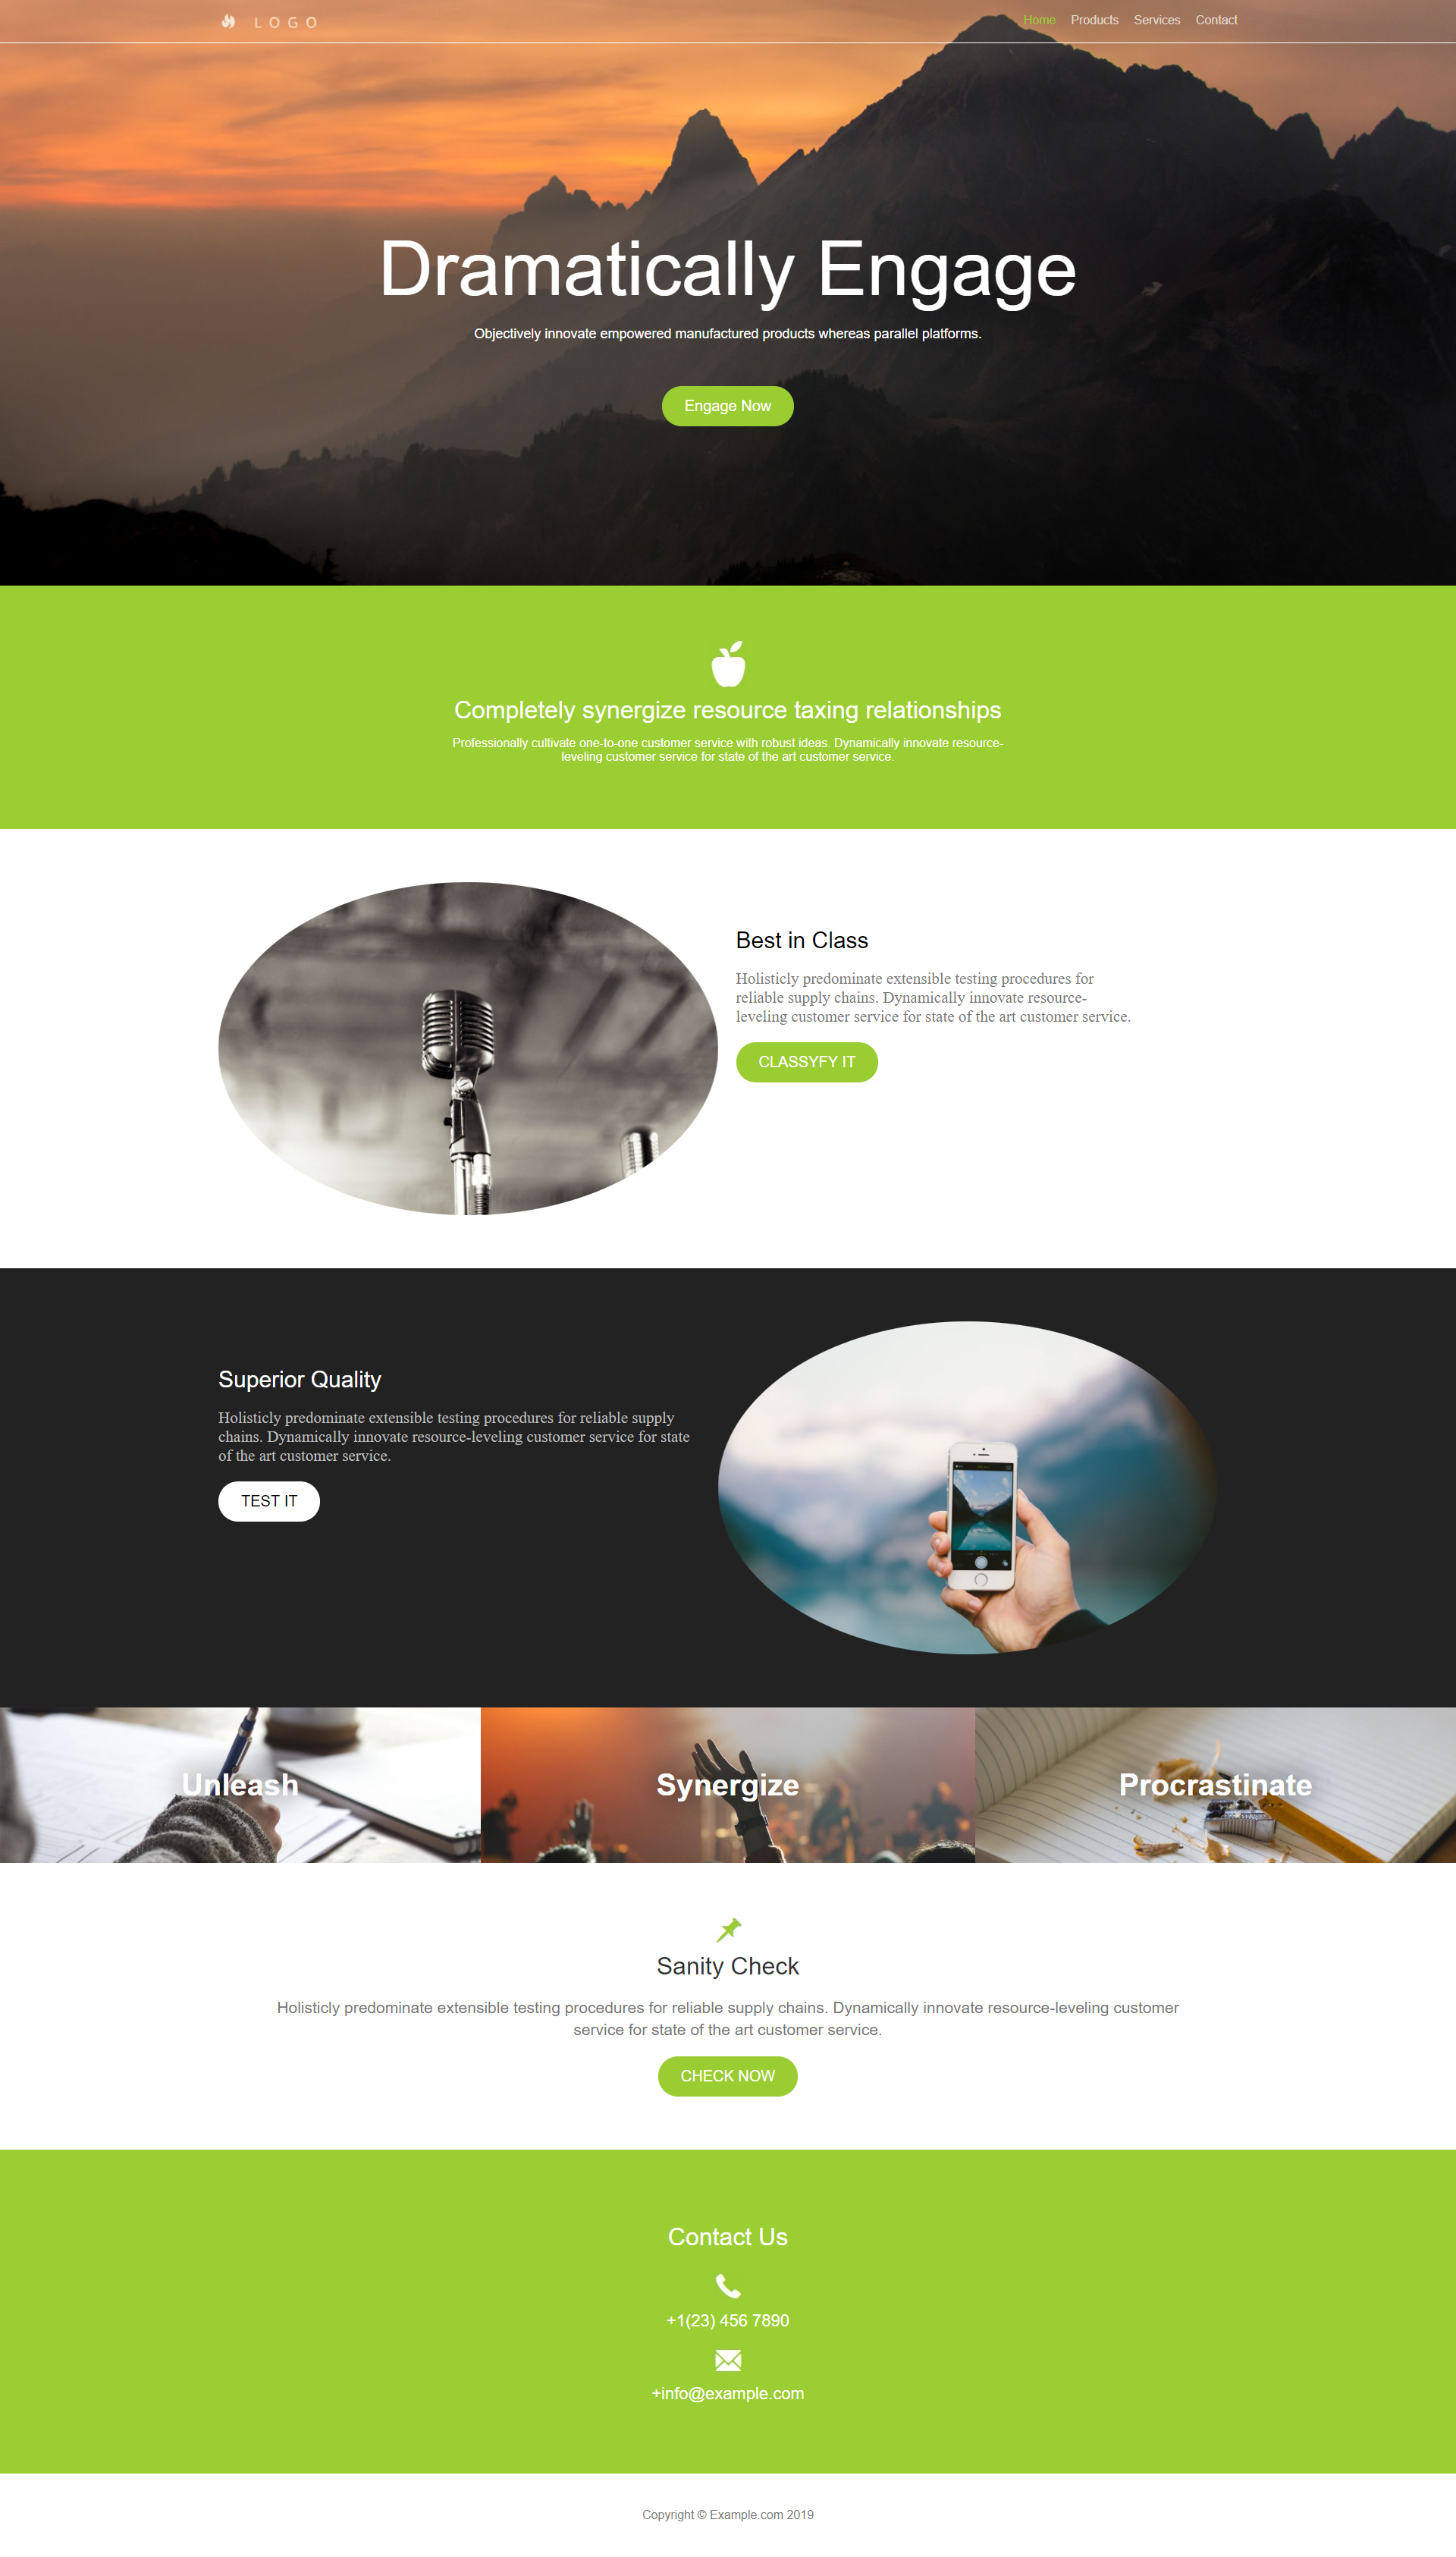 LOGO
Home Products Services Contact
Dramatically Engage
Objectively innovate empowered manufactured products whereas parallel platforms.
Engage Now
Completely synergize resource taxing relationships
Professionally cultivate one-to-one customer service with robust ideas. Dynamically innovate resource-
leveling customer service for state of the art customer service.
Best in Class
Holisticly predominate extensible testing procedures for
reliable supply chains. Dynamically innovate resource-
leveling customer service for state of the art customer service.
CLASSYFY IT
Superior Quality
Holisticly predominate extensible testing procedures for reliable supply
chains. Dynamically innovate resource-leveling customer service for state
of the art customer service.
TEST IT
Unleash
Synergize
Procrastinate
Sanity Check
Holisticly predominate extensible testing procedures for reliable supply chains. Dynamically innovate resource-leveling customer
service for state of the art customer service.
CHECK NOW
Contact Us
+1(23) 456 7890
+info@example.com
Copyright © Example.com 2019